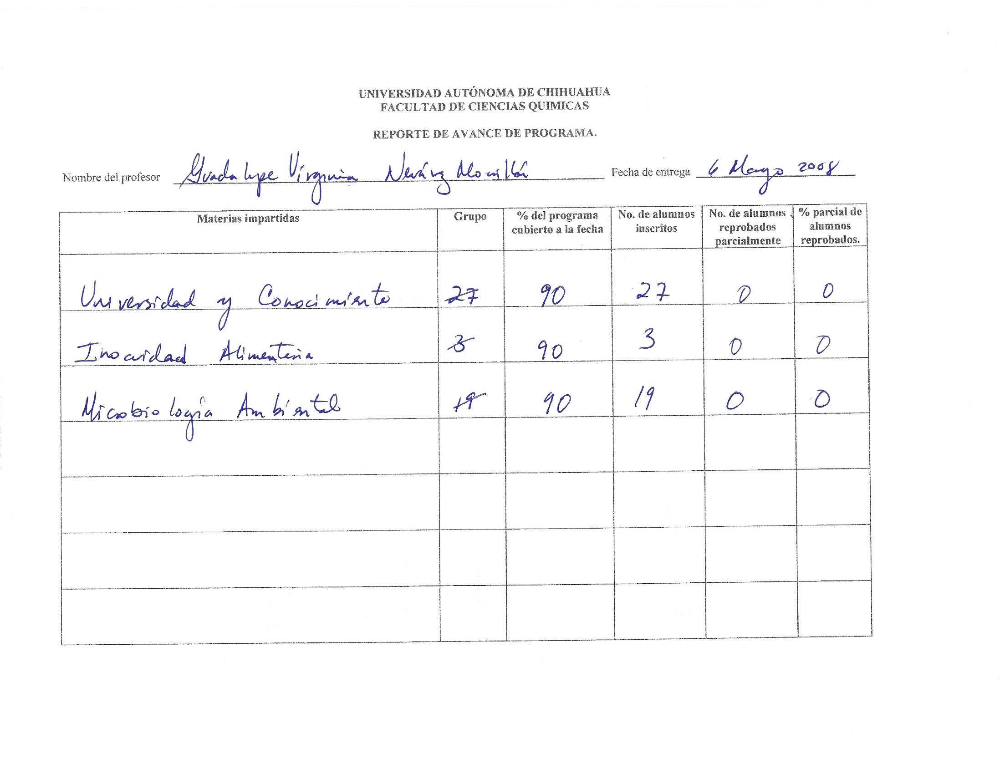 UNIVERSIDAD AUTÓNOMA DE CHIHUAHUA
FACULTAD DE CIENCIAS QUIMICAS
REPORTE DE AVANCE DE PROGRAMA.
Nombre del profesor Guadalupe Virginia Nevárez Moorillón Fecha de entrega 6 Mayo 2008
Materias impartidas Grupo % del programa cubierto a la fecha No. de alumnos inscritos No. de alumnos reprobados parcialmente % parcial de alumnos reprobados.
Universidad y Conocimiento 27 90 27 0 0
Inocuidad Alimentaria 3 90 3 0 0
Microbiología Ambiental 19 90 19 0 0